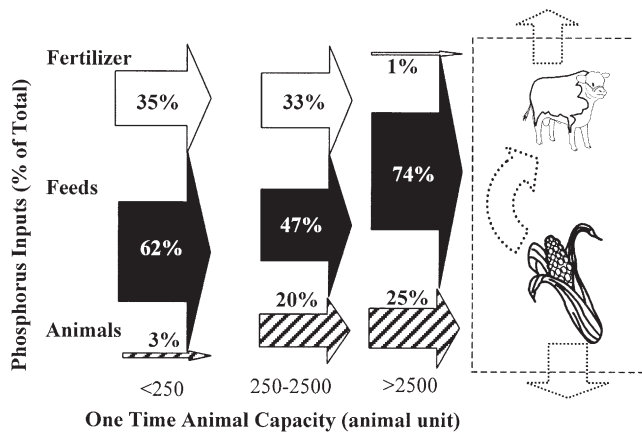 Phosphorus Inputs (% of Total)
Fertilizer
35%
33%
1%
Feeds
62%
47%
74%
Animals
3%
20%
25%
<250
250-2500
>2500
One Time Animal Capacity (animal unit)